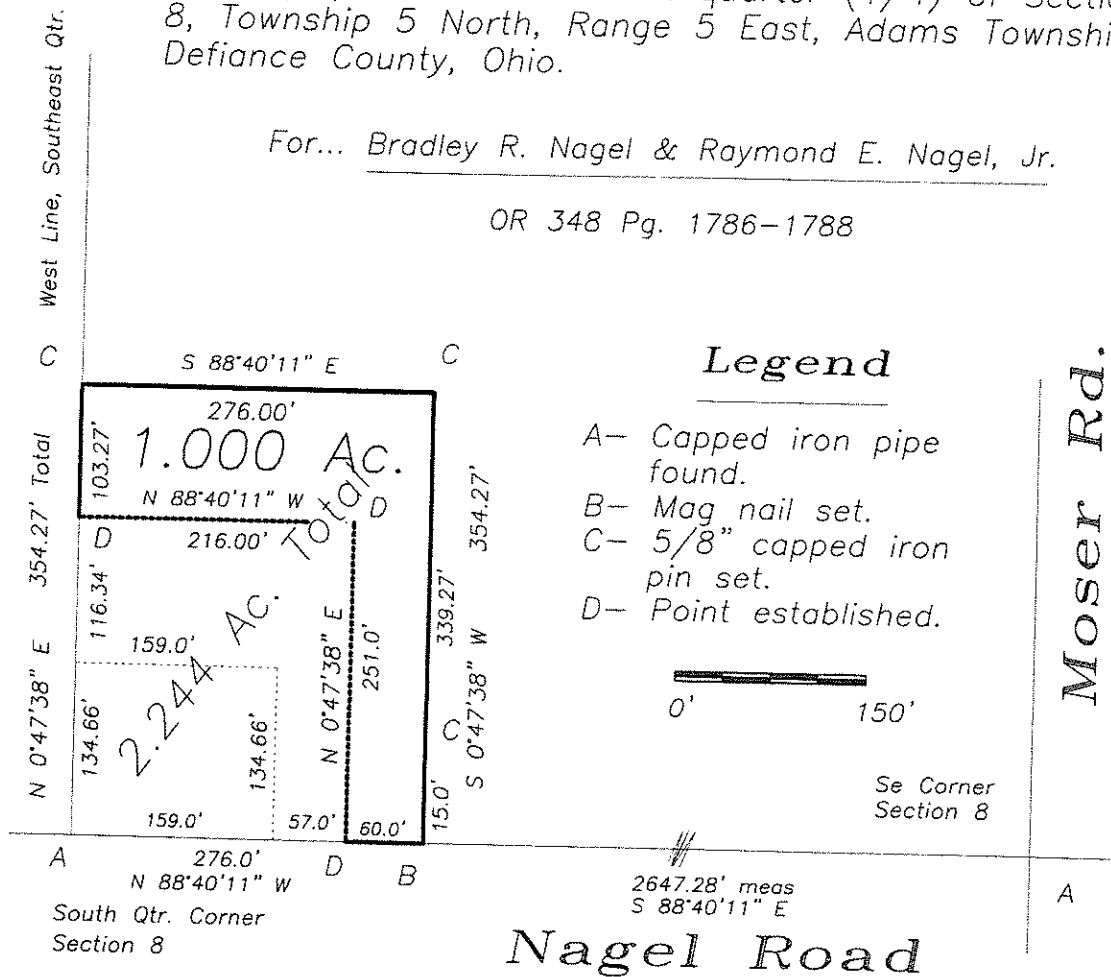 8, Township 5 North, Range 5 East, Adams Townshi
Defiance County, Ohio.
For... Bradley R. Nagel & Raymond E. Nagel, Jr.
OR 348 Pg. 1786-1788
West Line, Southeast Qtr.
C
S 88°40'11" E
C
276.00'
1.000 Ac.
103.27'
N 88°40'11" W
D
D
216.00'
N 0°47'38" E 354.27' Total
116.34'
159.0'
2.244 Ac. Total
134.66'
134.66'
159.0'
57.0'
60.0'
N 0°47'38" E
251.0'
339.27'
C
15.0'
S 0°47'38" W 354.27'
Legend
A- Capped iron pipe
found.
B- Mag nail set.
C- 5/8" capped iron
pin set.
D- Point established.
0' 150'
Moser Rd.
Se Corner
Section 8
A
276.0'
N 88°40'11" W
D
B
South Qtr. Corner
Section 8
2647.28' meas
S 88°40'11" E
A
Nagel Road